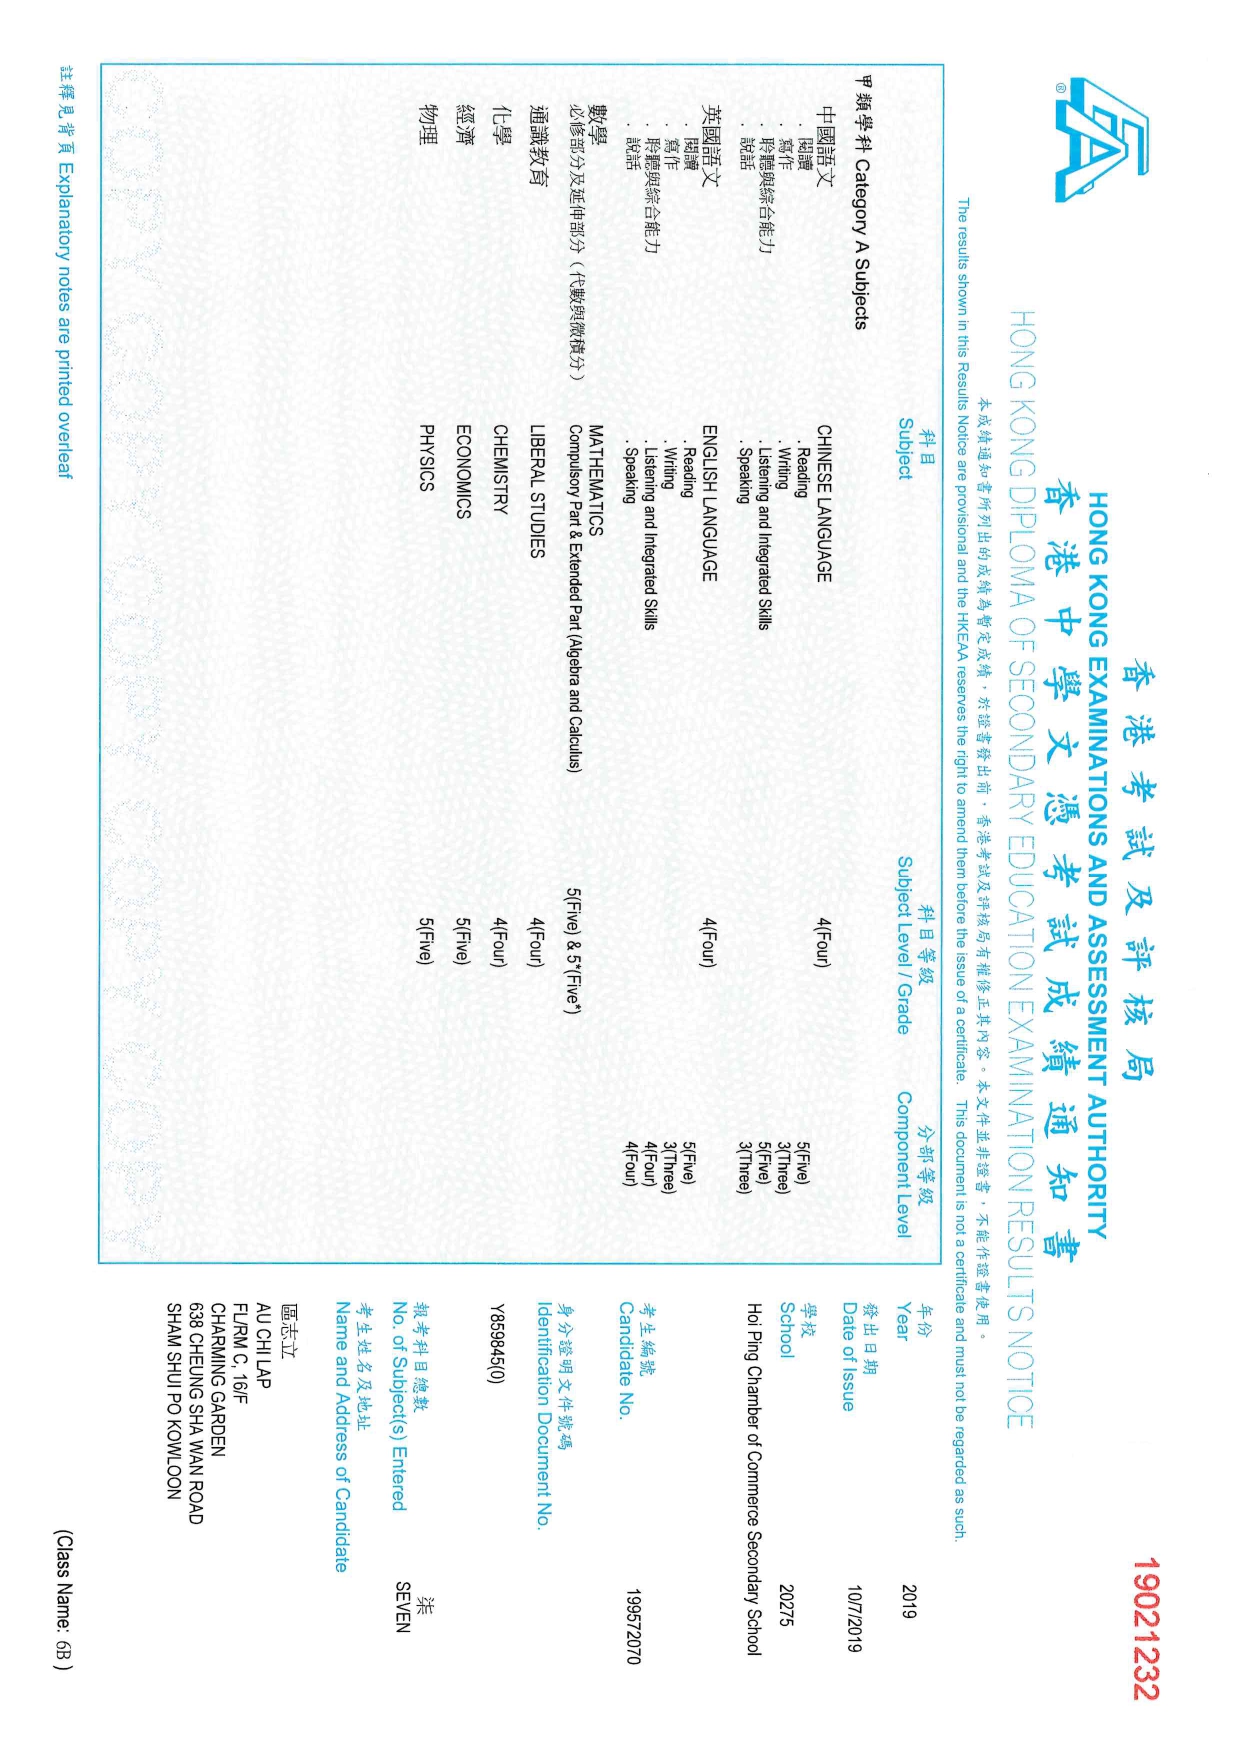 香港考試及評核局
19021232
HONG KONG EXAMINATIONS AND ASSESSMENT AUTHORITY
EA
®
香港中學文憑考試成績通知書
HONG KONG DIPLOMA OF SECONDARY EDUCATION EXAMINATION RESULTS NOTICE
本成績通知書所列出的成績為暫定成績，於證書發出前，香港考試及評核局有權修正其內容。本文件並非證書，不能作證書使用。
The results shown in this Results Notice are provisional and the HKEAA reserves the right to amend them before the issue of a certificate. This document is not a certificate and must not be regarded as such.
科目 科目等級 分部等級
Subject Subject Level / Grade Component Level
甲類學科 Category A Subjects
中國語文 CHINESE LANGUAGE 4(Four)
. 閱讀 . Reading 5(Five)
. 寫作 . Writing 3(Three)
. 聆聽與綜合能力 . Listening and Integrated Skills 5(Five)
. 說話 . Speaking 3(Three)
英國語文 ENGLISH LANGUAGE 4(Four)
. 閱讀 . Reading 5(Five)
. 寫作 . Writing 3(Three)
. 聆聽與綜合能力 . Listening and Integrated Skills 4(Four)
. 說話 . Speaking 4(Four)
數學 MATHEMATICS
必修部分及延伸部分（代數與微積分） Compulsory Part & Extended Part (Algebra and Calculus) 5(Five) & 5*(Five*)
通識教育 LIBERAL STUDIES 4(Four)
化學 CHEMISTRY 4(Four)
經濟 ECONOMICS 5(Five)
物理 PHYSICS 5(Five)
COPY COPY COPY COPY COPY
年份
Year 2019
發出日期
Date of Issue 10/7/2019
學校
School 20275
Hoi Ping Chamber of Commerce Secondary School
考生編號
Candidate No. 199572070
身分證明文件號碼
Identification Document No.
Y859845(0)
報考科目總數 柒
No. of Subject(s) Entered SEVEN
考生姓名及地址
Name and Address of Candidate
區志立
AU CHI LAP
FL/RM C, 16/F
CHARMING GARDEN
638 CHEUNG SHA WAN ROAD
SHAM SHUI PO KOWLOON
註釋見背頁 Explanatory notes are printed overleaf
(Class Name: 6B )